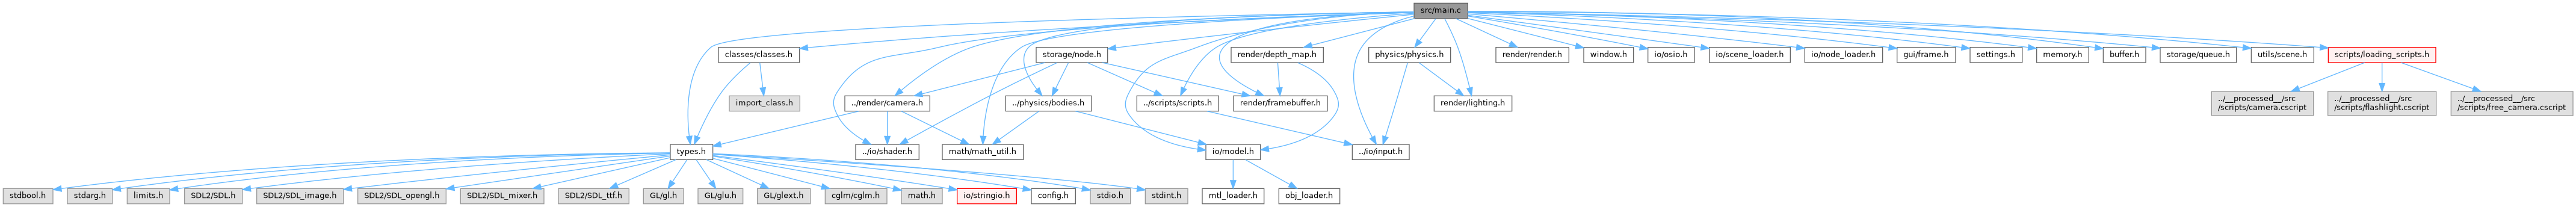 src/main.c
classes/classes.h
storage/node.h
render/depth_map.h
physics/physics.h
render/render.h
window.h
io/osio.h
io/scene_loader.h
io/node_loader.h
gui/frame.h
settings.h
memory.h
buffer.h
storage/queue.h
utils/scene.h
scripts/loading_scripts.h
import_class.h
../render/camera.h
../physics/bodies.h
../scripts/scripts.h
render/framebuffer.h
render/lighting.h
../__processed__/src
/scripts/camera.cscript
../__processed__/src
/scripts/flashlight.cscript
../__processed__/src
/scripts/free_camera.cscript
types.h
../io/shader.h
math/math_util.h
io/model.h
../io/input.h
stdbool.h
stdarg.h
limits.h
SDL2/SDL.h
SDL2/SDL_image.h
SDL2/SDL_opengl.h
SDL2/SDL_mixer.h
SDL2/SDL_ttf.h
GL/gl.h
GL/glu.h
GL/glext.h
cglm/cglm.h
math.h
io/stringio.h
config.h
stdio.h
stdint.h
mtl_loader.h
obj_loader.h